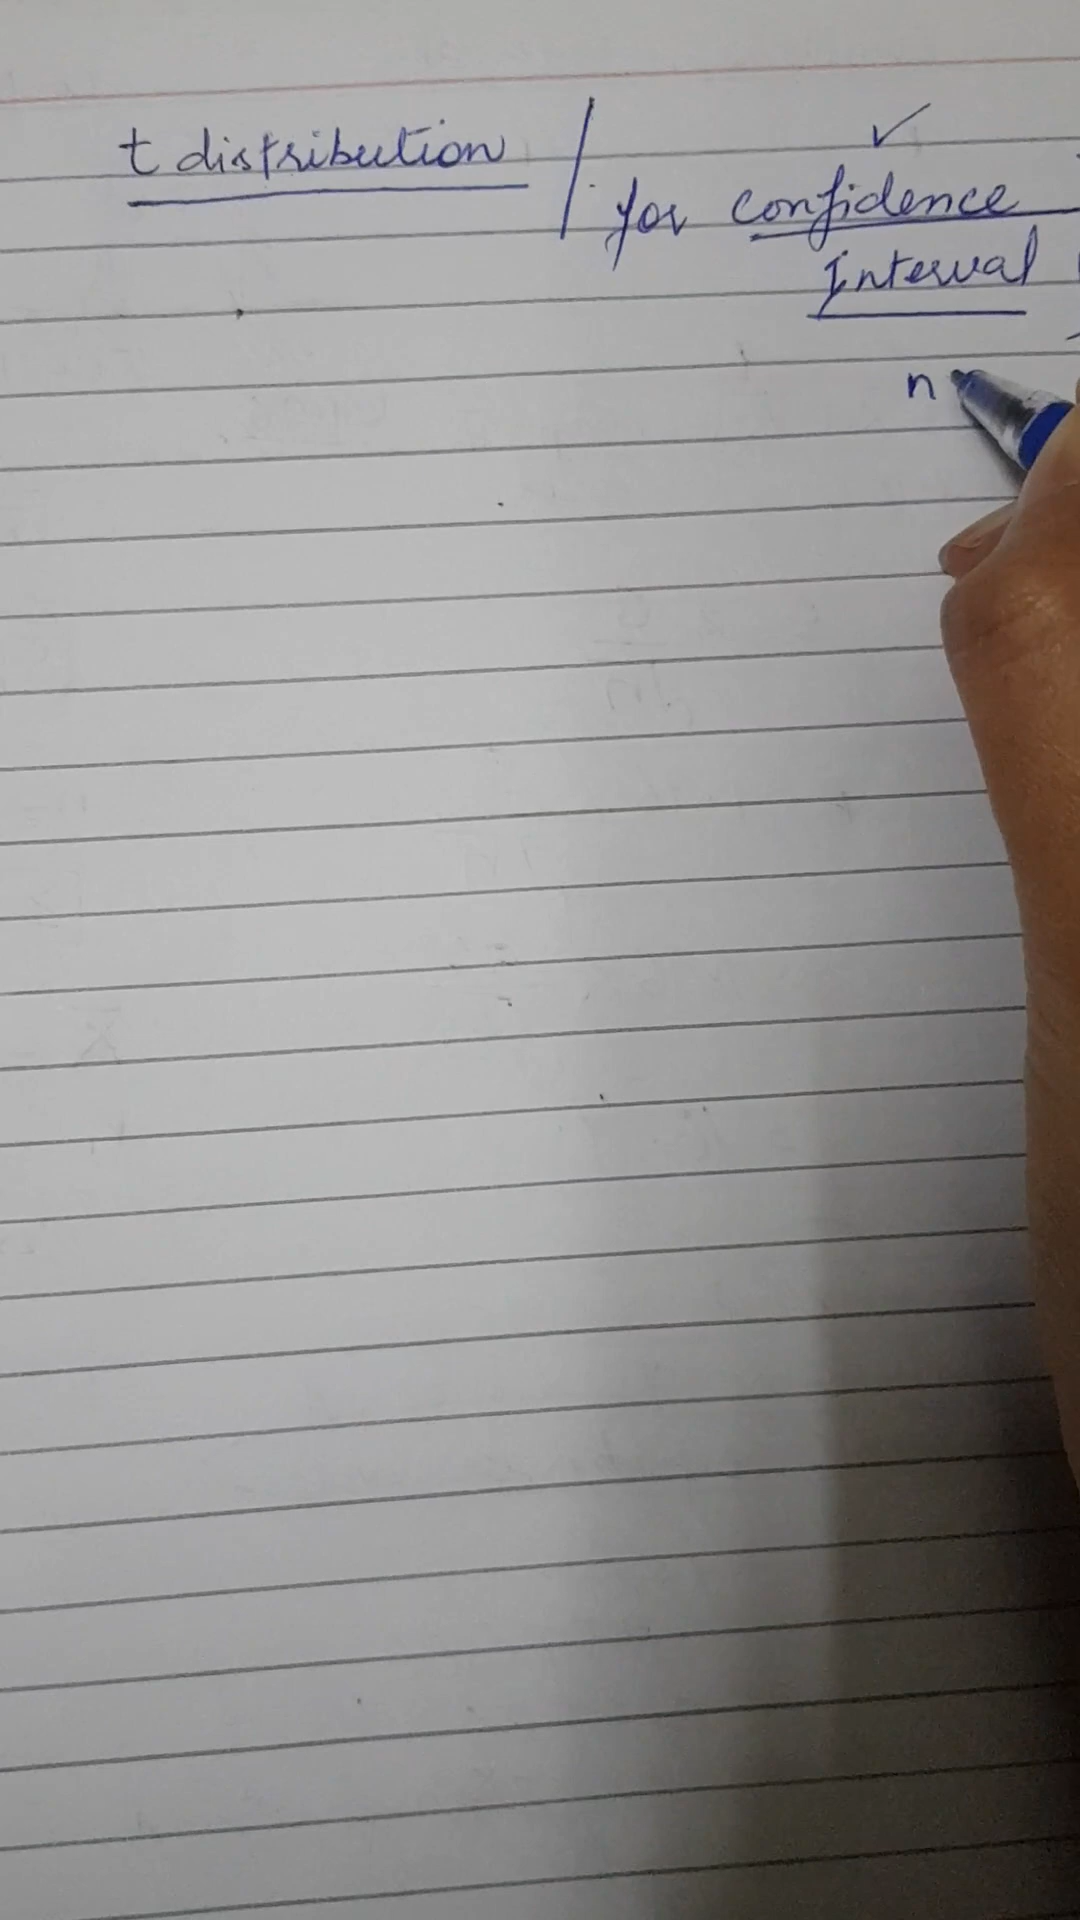 t distribution / for confidence
Interval
n